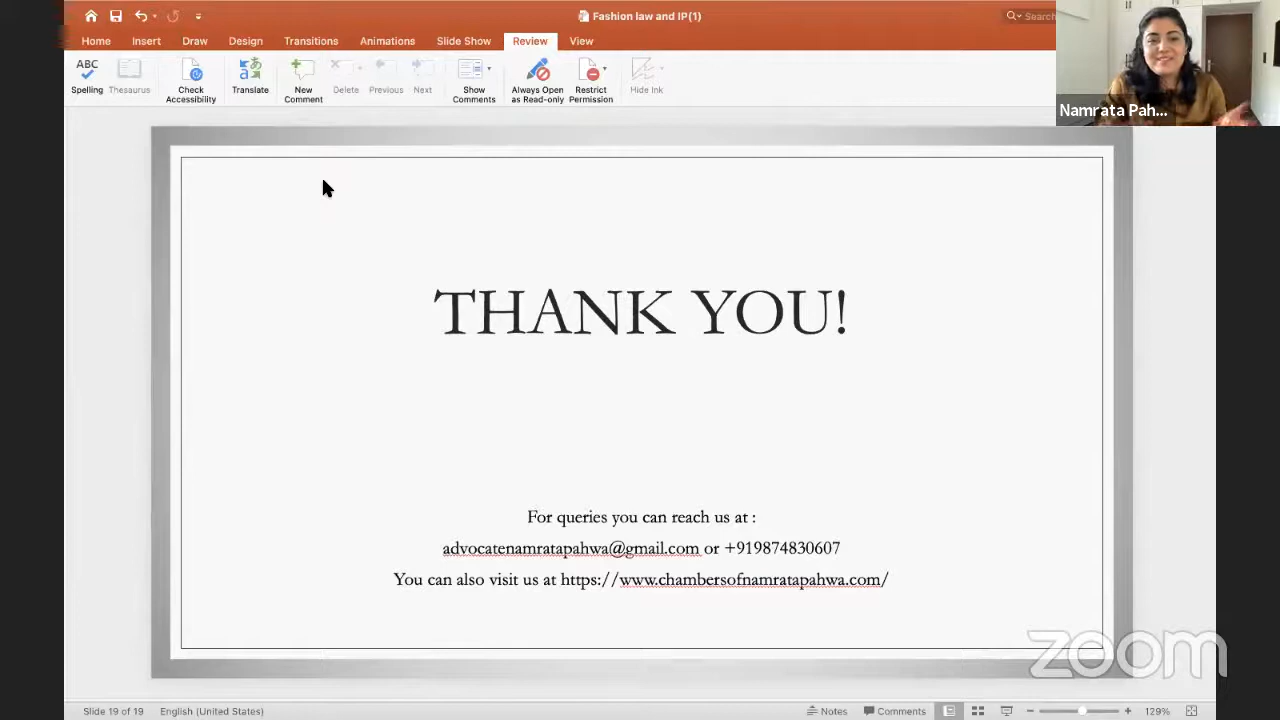 Fashion law and IP(1)
Search
Namrata Pah...
Home Insert Draw Design Transitions Animations Slide Show Review View
ABC
Spelling Thesaurus Check Accessibility Translate New Comment Delete Previous Next Show Comments Always Open as Read-only Restrict Permission Hide Ink
THANK YOU!
For queries you can reach us at :
advocatenamratapahwa@gmail.com or +919874830607
You can also visit us at https://www.chambersofnamratapahwa.com/
zoom
Slide 19 of 19 English (United States) Notes Comments 129%